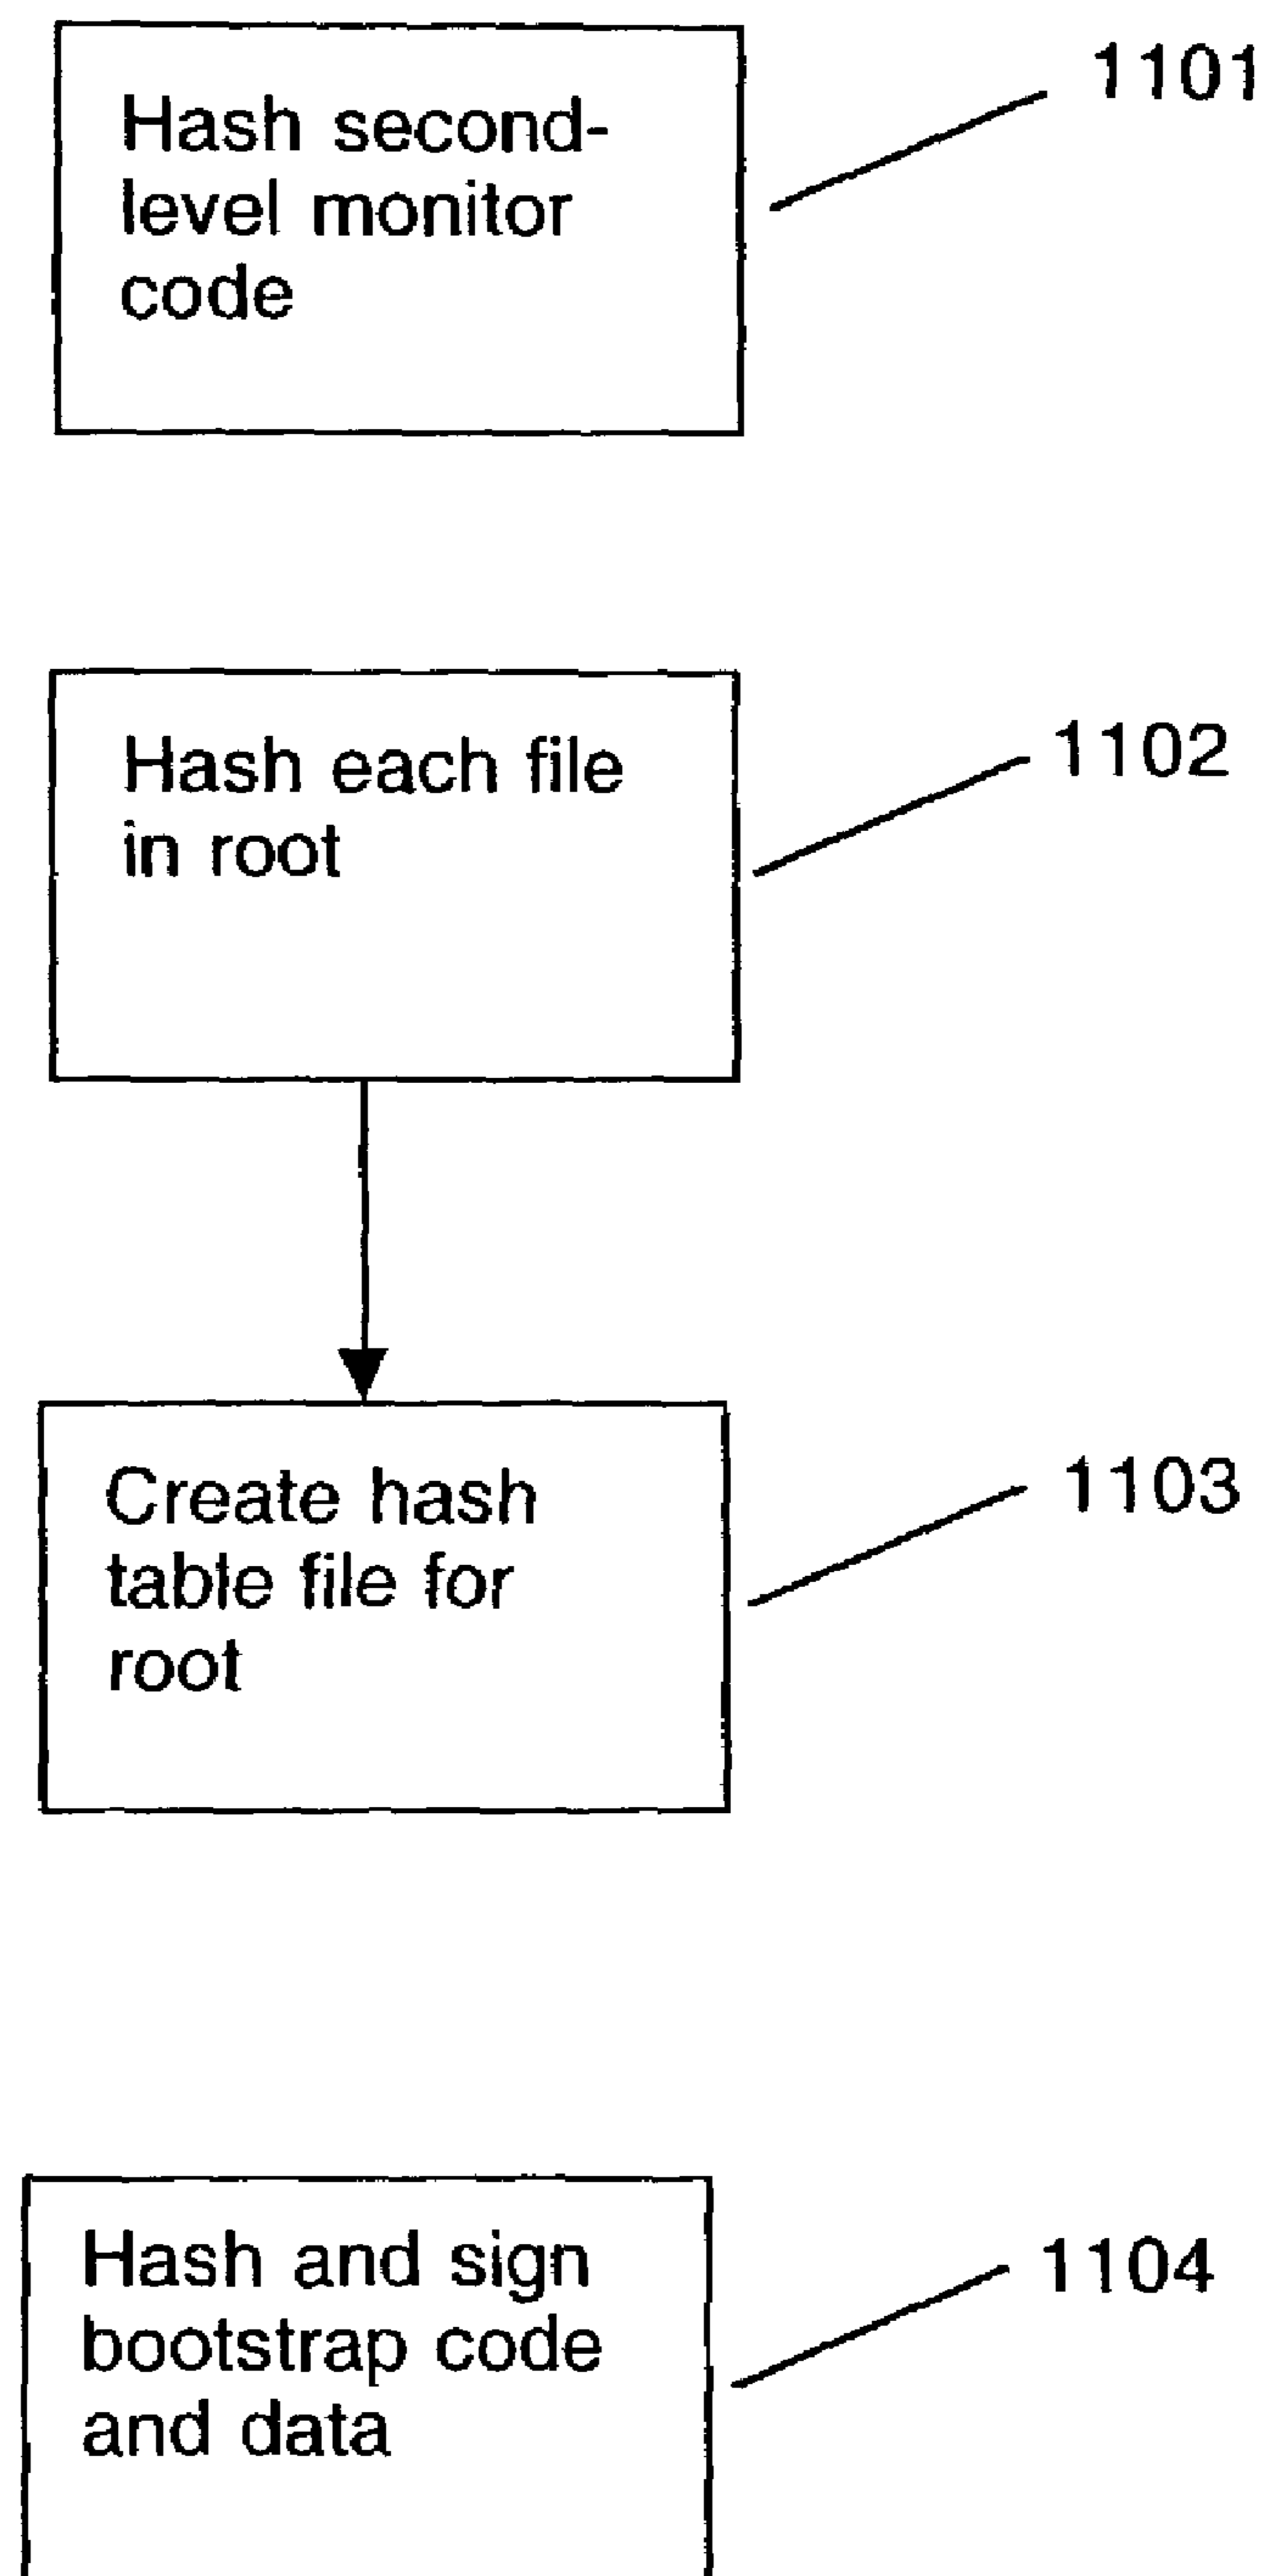 Hash second-
level monitor
code
1101
Hash each file
in root
1102
Create hash
table file for
root
1103
Hash and sign
bootstrap code
and data
1104